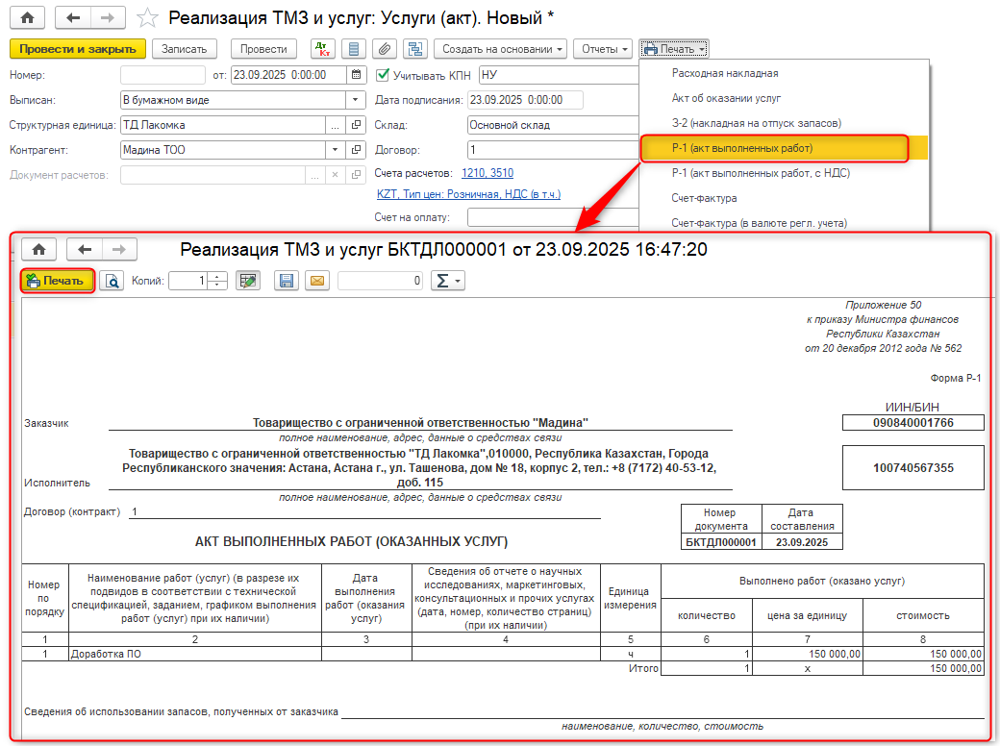 Реализация ТМЗ и услуг: Услуги (акт). Новый *
Провести и закрыть Записать Провести Дт Кт Создать на основании Отчеты Печать
Номер: от: 23.09.2025 0:00:00 Учитывать КПН НУ
Расходная накладная
Выписан: В бумажном виде Дата подписания: 23.09.2025 0:00:00
Акт об оказании услуг
Структурная единица: ТД Лакомка ... Склад: Основной склад
З-2 (накладная на отпуск запасов)
Контрагент: Мадина ТОО Договор: 1
Р-1 (акт выполненных работ)
Документ расчетов: ... × Счета расчетов: 1210, 3510
Р-1 (акт выполненных работ, с НДС)
KZT, Тип цен: Розничная, НДС (в т.ч.)
Счет-фактура
Счет на оплату:
Счет-фактура (в валюте регл. учета)
Реализация ТМЗ и услуг БКТДЛ000001 от 23.09.2025 16:47:20
Печать Копий: 1 0 Σ
Приложение 50
к приказу Министра финансов
Республики Казахстан
от 20 декабря 2012 года № 562
Форма Р-1
ИИН/БИН
Заказчик Товарищество с ограниченной ответственностью "Мадина" 090840001766
полное наименование, адрес, данные о средствах связи
Товарищество с ограниченной ответственностью "ТД Лакомка",010000, Республика Казахстан, Города
Республиканского значения: Астана, Астана г., ул. Ташенова, дом № 18, корпус 2, тел.: +8 (7172) 40-53-12,
доб. 115
Исполнитель 100740567355
полное наименование, адрес, данные о средствах связи
Договор (контракт) 1
Номер документа Дата составления
БКТДЛ000001 23.09.2025
АКТ ВЫПОЛНЕННЫХ РАБОТ (ОКАЗАННЫХ УСЛУГ)
Номер по порядку
Наименование работ (услуг) (в разрезе их подвидов в соответствии с технической спецификацией, заданием, графиком выполнения работ (услуг) при их наличии)
Дата выполнения работ (оказания услуг)
Сведения об отчете о научных исследованиях, маркетинговых, консультационных и прочих услугах (дата, номер, количество страниц) (при их наличии)
Единица измерения
Выполнено работ (оказано услуг)
количество цена за единицу стоимость
1 2 3 4 5 6 7 8
1 Доработка ПО ч 1 150 000,00 150 000,00
Итого 1 x 150 000,00
Сведения об использовании запасов, полученных от заказчика
наименование, количество, стоимость